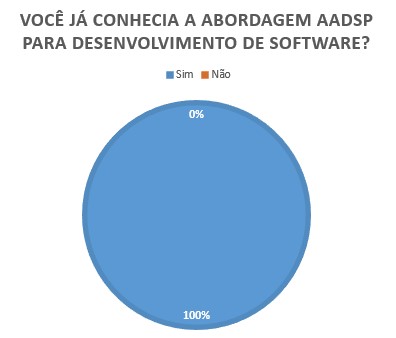 VOCÊ JÁ CONHECIA A ABORDAGEM AADSP
PARA DESENVOLVIMENTO DE SOFTWARE?
Sim Não
0%
100%